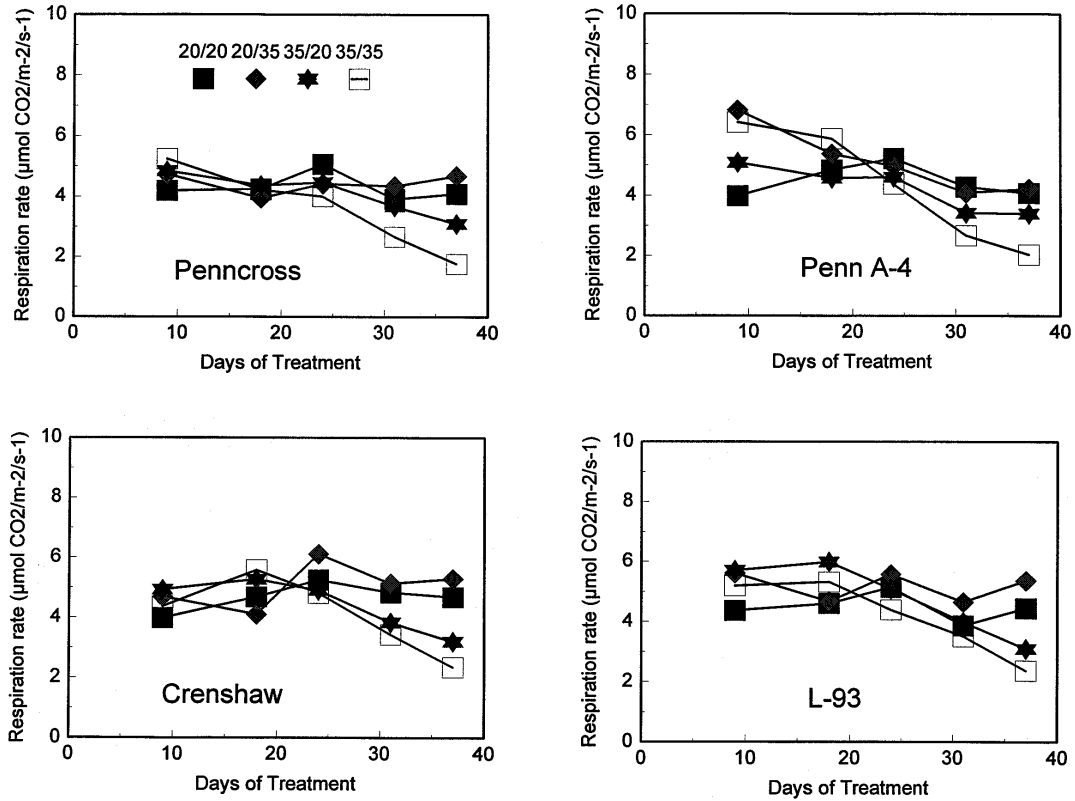 10
8
6
4
2
0
Respiration rate (µmol CO2/m-2/s-1)
20/20 20/35 35/20 35/35
Penncross
0 10 20 30 40
Days of Treatment
10
8
6
4
2
0
Respiration rate (µmol CO2/m-2/s-1)
Penn A-4
0 10 20 30 40
Days of Treatment
10
8
6
4
2
0
Respiration rate (µmol CO2/m-2/s-1)
Crenshaw
0 10 20 30 40
Days of Treatment
10
8
6
4
2
0
Respiration rate (µmol CO2/m-2/s-1)
L-93
0 10 20 30 40
Days of Treatment